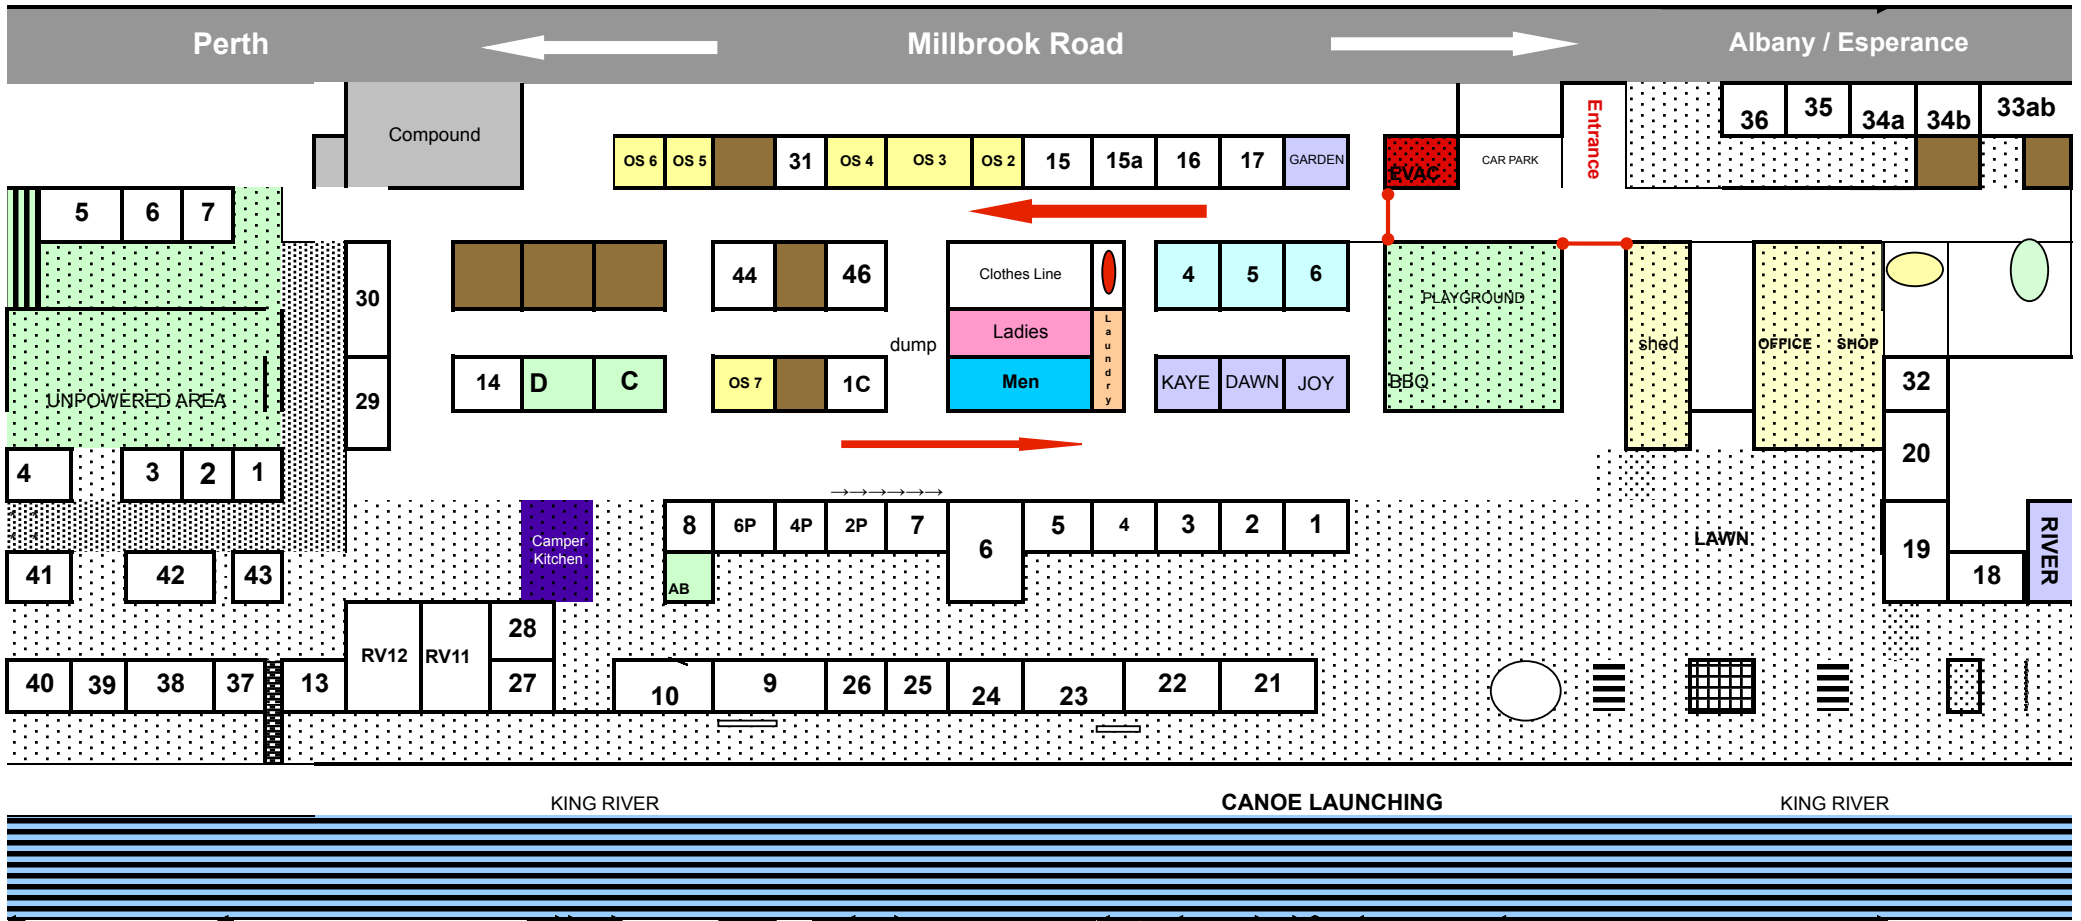 Perth
Millbrook Road
Albany / Esperance
Compound
OS 6
OS 5
31
OS 4
OS 3
OS 2
15
15a
16
17
GARDEN
EVAC
CAR PARK
Entrance
36
35
34a
34b
33ab
5
6
7
30
44
46
Clothes Line
4
5
6
PLAYGROUND
Ladies
Laundry
dump
shed
OFFICE
SHOP
UNPOWERED AREA
29
14
D
C
OS 7
1C
Men
KAYE
DAWN
JOY
BBQ
32
4
3
2
1
20
→→→→→→
Camper
Kitchen
8
6P
4P
2P
7
6
5
4
3
2
1
LAWN
19
18
RIVER
41
42
43
AB
RV12
RV11
28
40
39
38
37
13
27
10
9
26
25
24
23
22
21
KING RIVER
CANOE LAUNCHING
KING RIVER